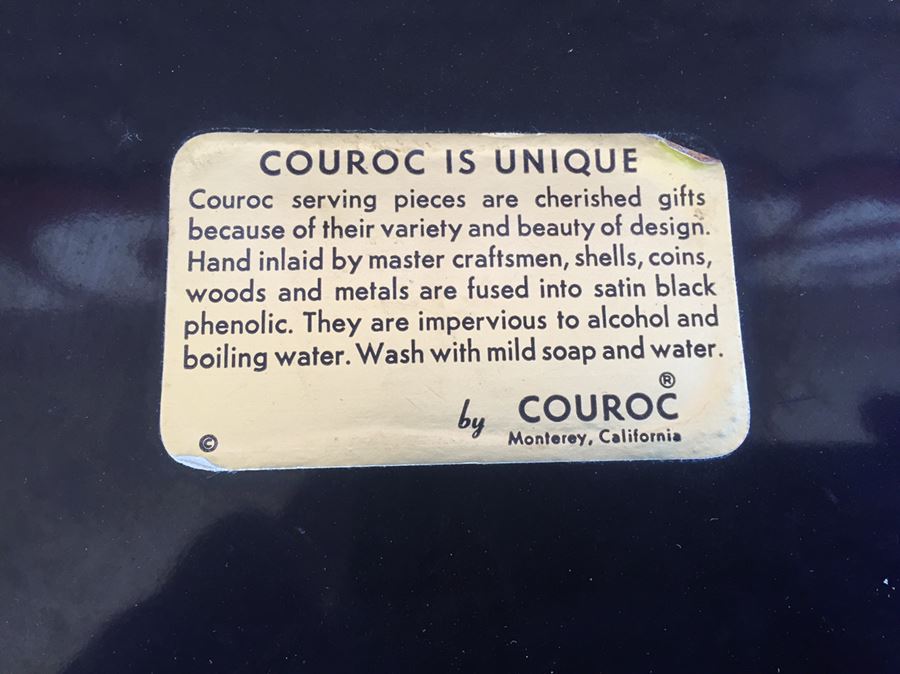 COUROC IS UNIQUE
Couroc serving pieces are cherished gifts
because of their variety and beauty of design.
Hand inlaid by master craftsmen, shells, coins,
woods and metals are fused into satin black
phenolic. They are impervious to alcohol and
boiling water. Wash with mild soap and water.
by COUROC®
© Monterey, California